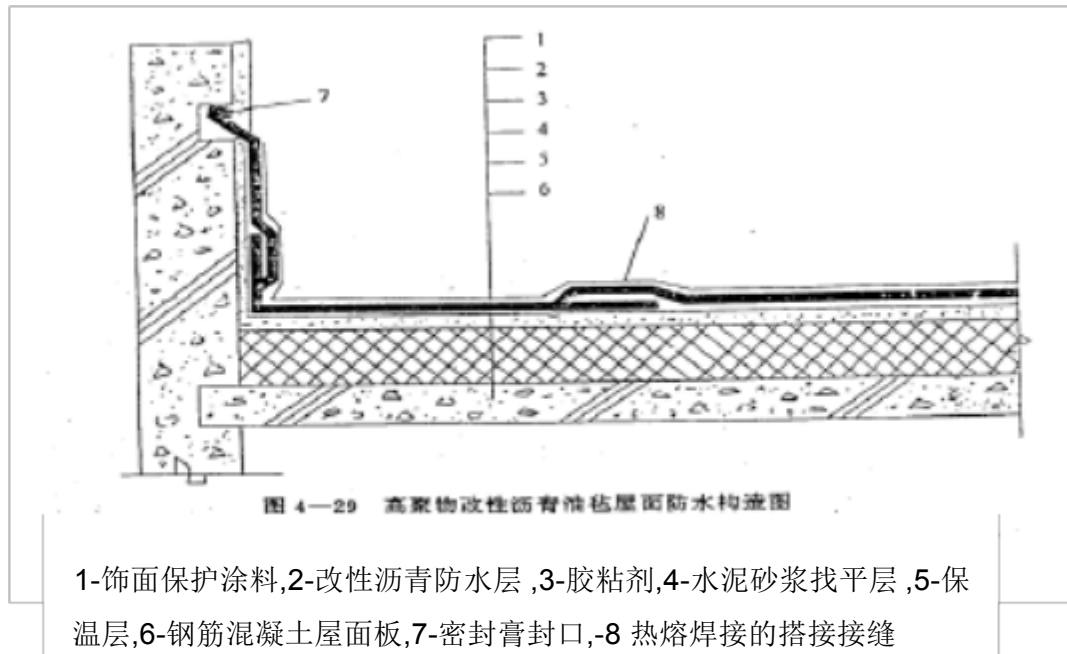 1
2
3
4
5
6
7
8
图 4—29 高聚物改性沥青油毡屋面防水构造图
1-饰面保护涂料,2-改性沥青防水层 ,3-胶粘剂,4-水泥砂浆找平层 ,5-保
温层,6-钢筋混凝土屋面板,7-密封膏封口,-8 热熔焊接的搭接接缝